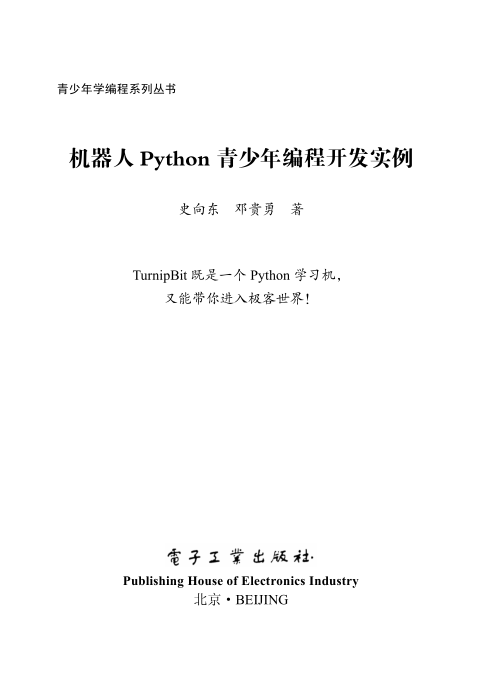 青少年学编程系列丛书
机器人 Python 青少年编程开发实例
史向东　邓贵勇　著
TurnipBit 既是一个 Python 学习机，
又能带你进入极客世界！
電子工業出版社·
Publishing House of Electronics Industry
北京·BEIJING